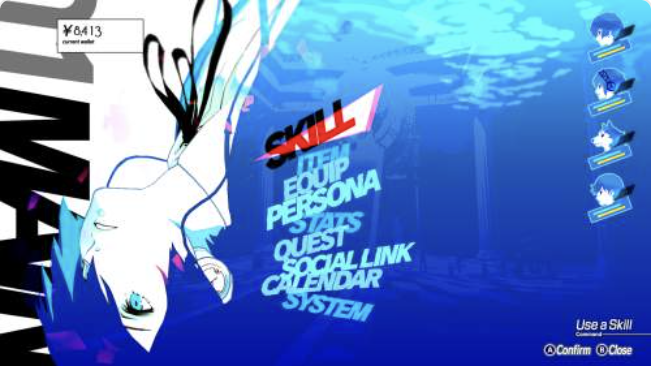 ¥8,413
current wallet
MAIN
SKILL
ITEM
EQUIP
PERSONA
STATS
QUEST
SOCIAL LINK
CALENDAR
SYSTEM
Use a Skill
Command
A Confirm B Close